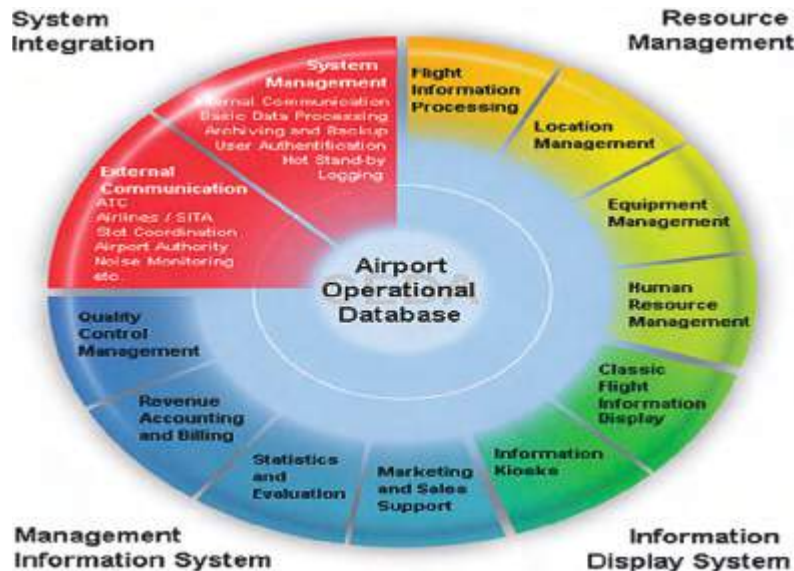 System
Integration
Resource
Management
System
Management
Internal Communication
Basic Data Processing
Archiving and Backup
User Authentification
Hot Stand-by
Logging
External
Communication
ATC
Airlines / SITA
Slot Coordination
Airport Authority
Noise Monitoring
etc.
Flight
Information
Processing
Location
Management
Equipment
Management
Human
Resource
Management
Classic
Flight
Information
Display
Information
Kiosks
Marketing
and Sales
Support
Statistics
and
Evaluation
Revenue
Accounting
and Billing
Quality
Control
Management
Airport
Operational
Database
Management
Information System
Information
Display System